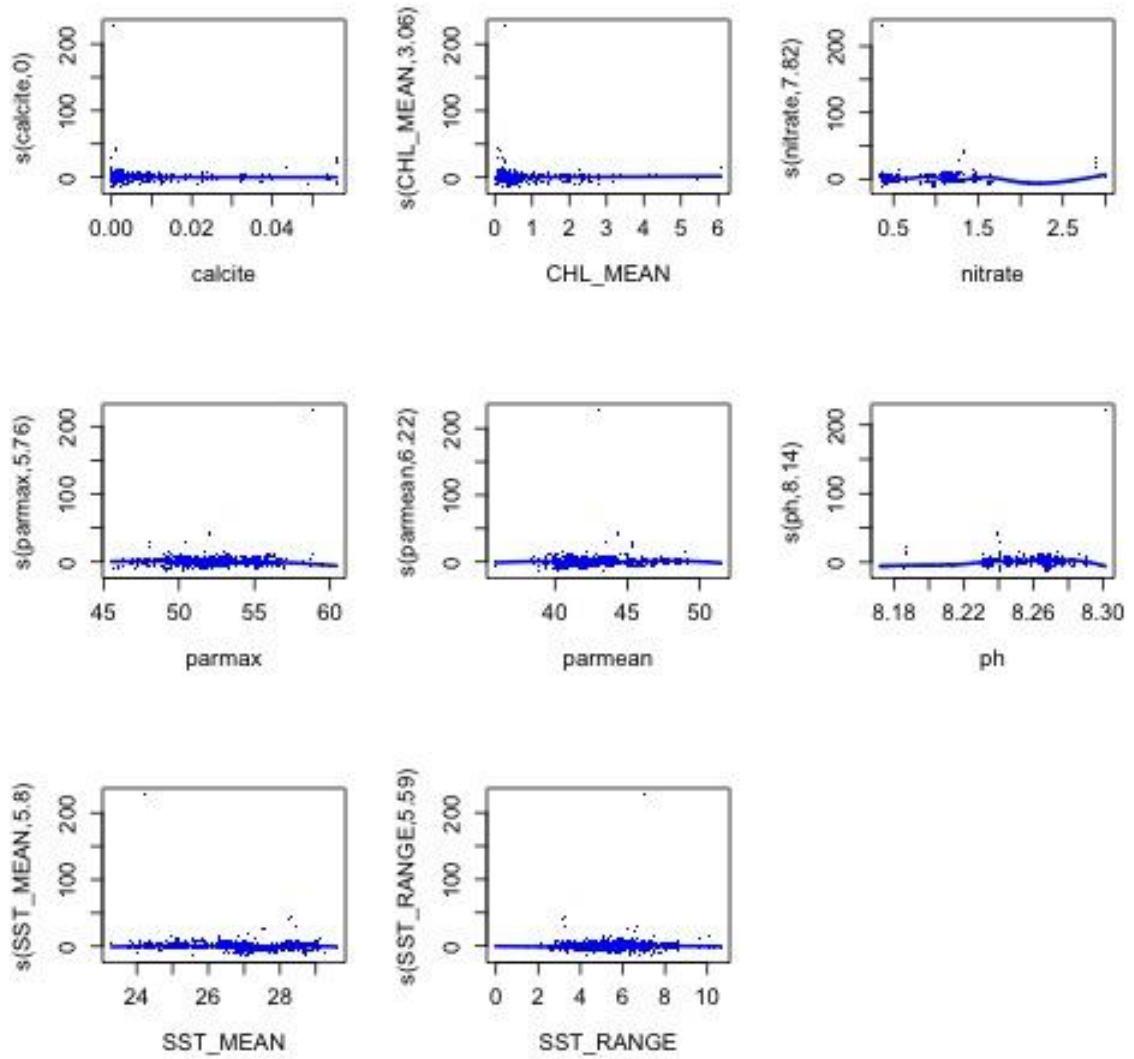 s(calcite,0)
200
100
0
0.00 0.02 0.04
calcite
s(CHL_MEAN,3.06)
200
100
0
0 1 2 3 4 5 6
CHL_MEAN
s(nitrate,7.82)
200
100
0
0.5 1.5 2.5
nitrate
s(parmax,5.76)
200
100
0
45 50 55 60
parmax
s(parmean,6.22)
200
100
0
40 45 50
parmean
s(ph,8.14)
200
100
0
8.18 8.22 8.26 8.30
ph
s(SST_MEAN,5.8)
200
100
0
24 26 28
SST_MEAN
s(SST_RANGE,5.59)
200
100
0
0 2 4 6 8 10
SST_RANGE